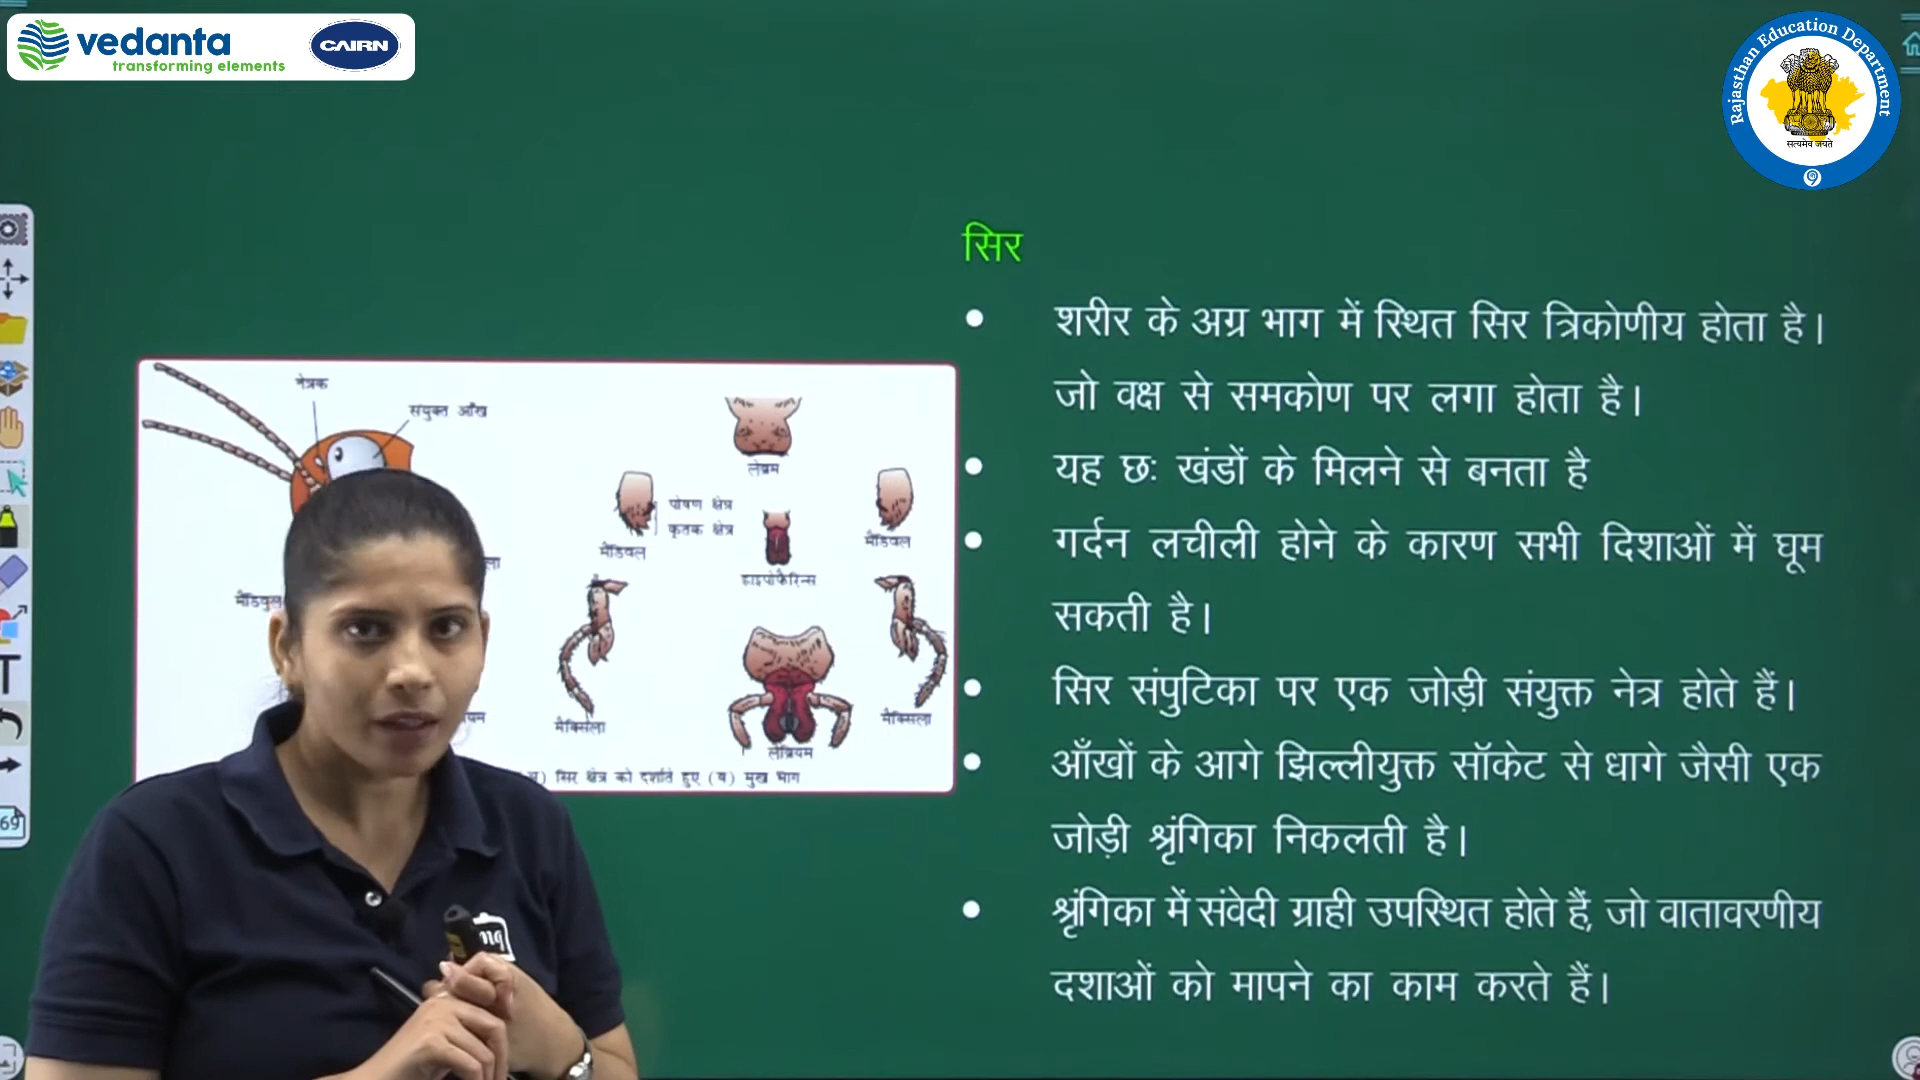 vedanta
transforming elements
CAIRN
Rajasthan Education Department
सत्यमेव जयते
सिर
शरीर के अग्र भाग में स्थित सिर त्रिकोणीय होता है।
जो वक्ष से समकोण पर लगा होता है।
यह छः खंडों के मिलने से बनता है
गर्दन लचीली होने के कारण सभी दिशाओं में घूम
सकती है।
सिर संपुटिका पर एक जोड़ी संयुक्त नेत्र होते हैं।
आँखों के आगे झिल्लीयुक्त सॉकेट से धागे जैसी एक
जोड़ी श्रृंगिका निकलती है।
श्रृंगिका में संवेदी ग्राही उपस्थित होते हैं, जो वातावरणीय
दशाओं को मापने का काम करते हैं।
नेत्रक
संयुक्त आँख
लेब्रम
पोषण क्षेत्र
कृतक क्षेत्र
मैंडिबल
मैंडिबल
हाइपोफैरिन्स
मैंडिबुल
मैक्सिला
मैक्सिला
लेबियम
सिर क्षेत्र को दर्शाते हुए (ब) मुख भाग
69